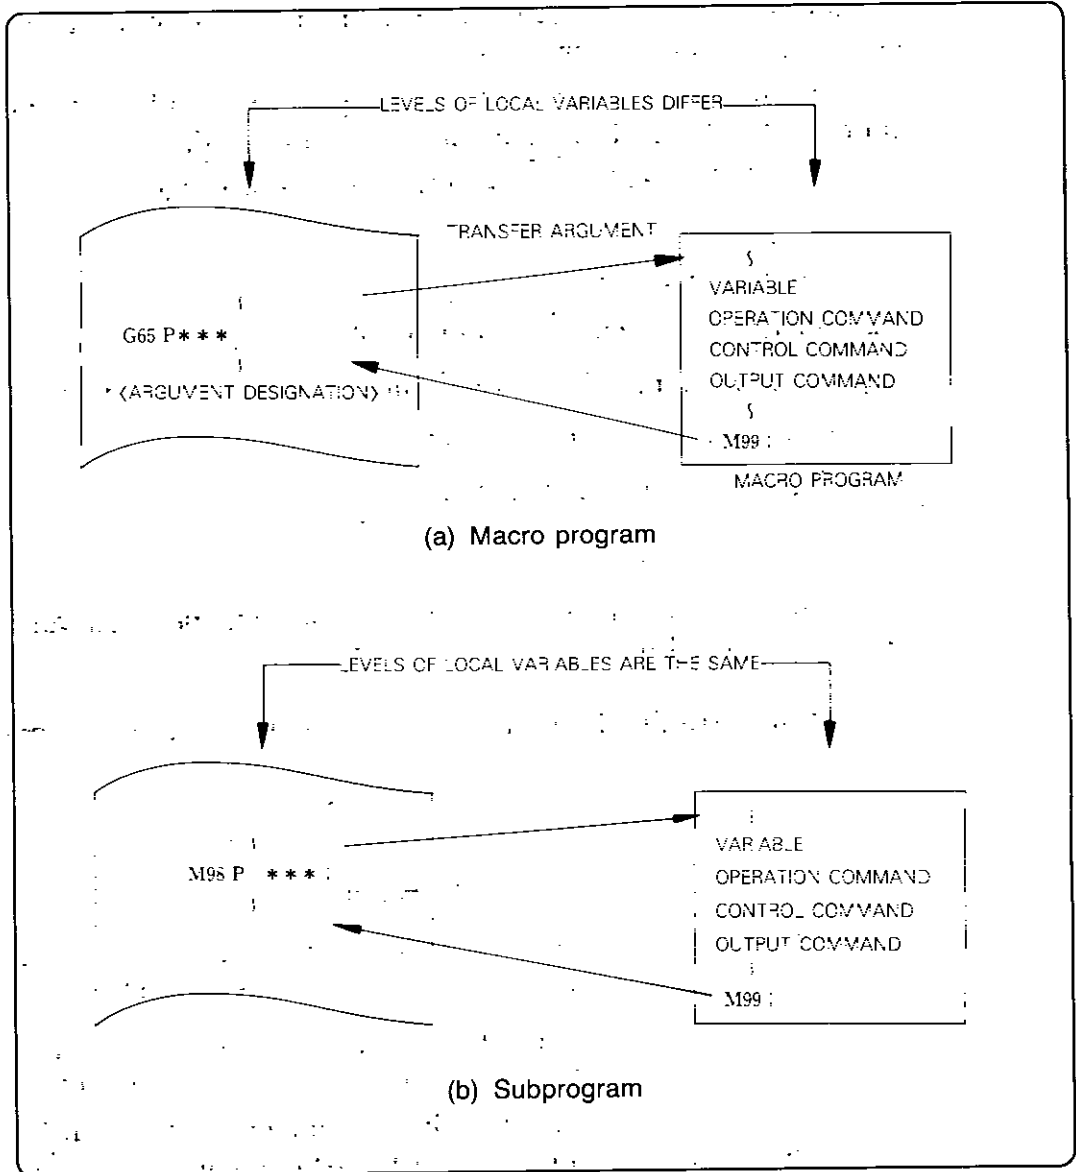 LEVELS OF LOCAL VARIABLES DIFFER
TRANSFER ARGUMENT
G65 P***
<ARGUMENT DESIGNATION>
VARIABLE
OPERATION COMMAND
CONTROL COMMAND
OUTPUT COMMAND
M99 ;
MACRO PROGRAM
(a) Macro program
LEVELS OF LOCAL VARIABLES ARE THE SAME
M98 P ***;
VARIABLE
OPERATION COMMAND
CONTROL COMMAND
OUTPUT COMMAND
M99 ;
(b) Subprogram